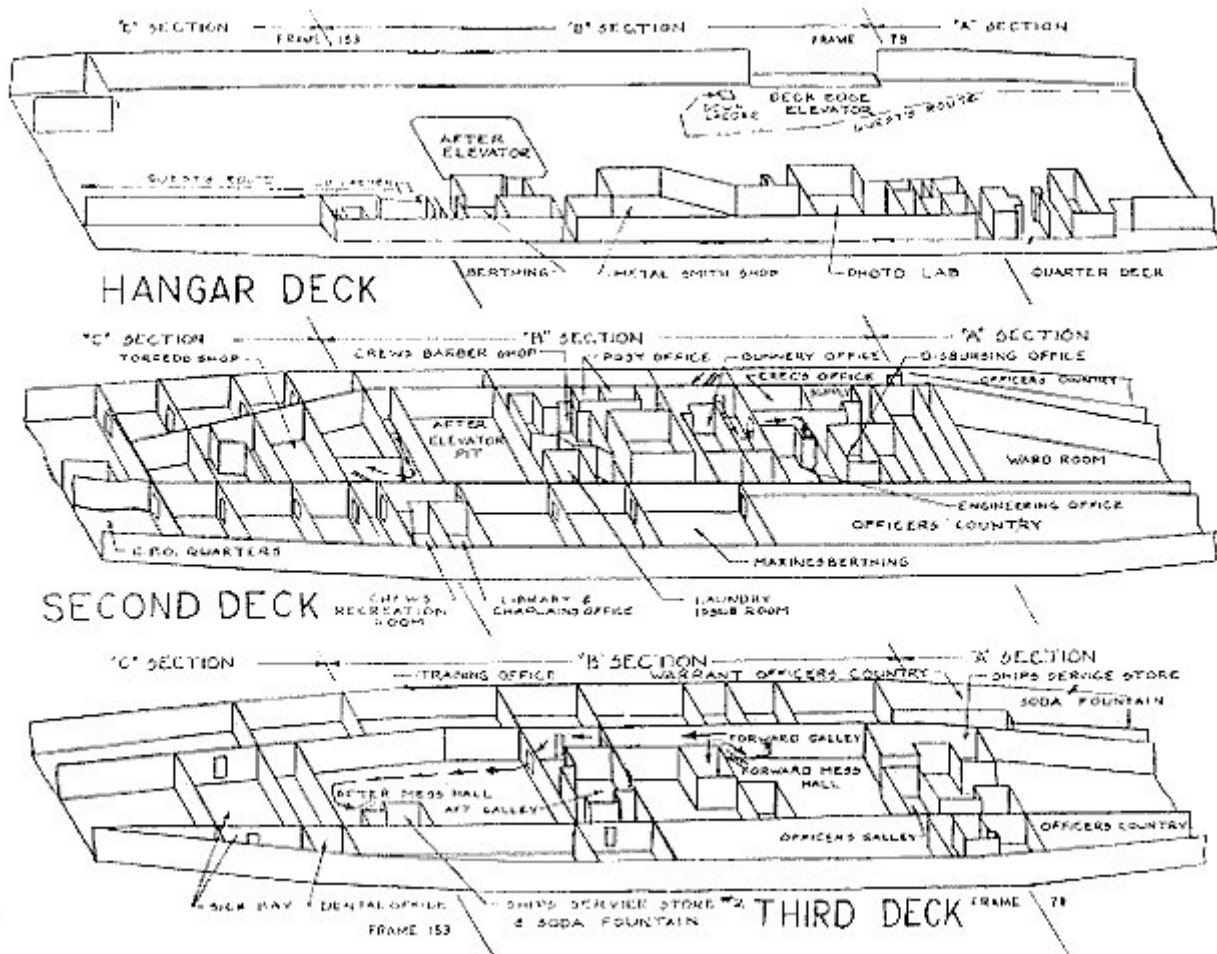 "C" SECTION
"B" SECTION
"A" SECTION
FRAME 153
FRAME 79
DECK EDGE
ELEVATOR
GUEST'S ROUTE
DOWN
AFTER
ELEVATOR
GUEST'S ROUTE
BERTHING
METAL SMITH SHOP
PHOTO LAB
QUARTER DECK
HANGAR DECK
"C" SECTION
"B" SECTION
"A" SECTION
TORPEDO SHOP
CREWS BARBER SHOP
POST OFFICE
GUNNERY OFFICE
DISBURSING OFFICE
EXEC'S OFFICE
OFFICERS COUNTRY
SUPPLY
AFTER
ELEVATOR
PIT
WARD ROOM
ENGINEERING OFFICE
OFFICERS' COUNTRY
C.P.O. QUARTERS
MARINES BERTHING
SECOND DECK
CREWS
RECREATION
ROOM
LIBRARY &
CHAPLAINS OFFICE
LAUNDRY
ISSUE ROOM
"C" SECTION
"B" SECTION
"A" SECTION
TRAINING OFFICE
WARRANT OFFICERS COUNTRY
SHIPS SERVICE STORE
&
SODA FOUNTAIN
FORWARD GALLEY
FORWARD MESS
HALL
AFTER MESS HALL
AFT GALLEY
OFFICERS GALLEY
OFFICERS COUNTRY
SICK BAY
DENTAL OFFICE
SHIPS SERVICE STORE #2
& SODA FOUNTAIN
THIRD DECK
FRAME 79
FRAME 153